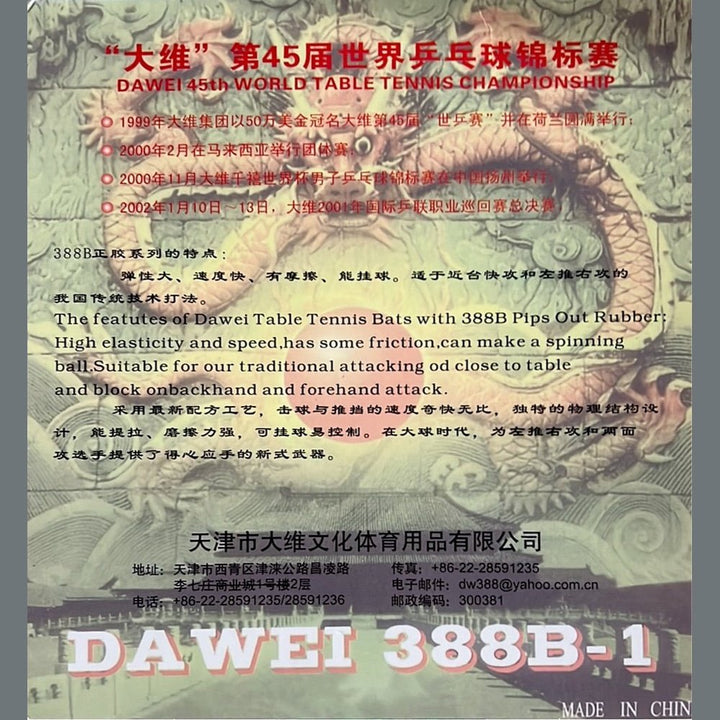 “大维”第45届世界乒乓球锦标赛
DAWEI 45th WORLD TABLE TENNIS CHAMPIONSHIP
1999年大维集团以50万美金冠名大维第45届“世乒赛”并在荷兰圆满举行;
2000年2月在马来西亚举行团体赛;
2000年11月大维千禧世界杯男子乒乓球锦标赛在中国扬州举行;
2002年1月10日~13日,大维2001年国际乒联职业巡回赛总决赛;
388B正胶系列的特点:
弹性大、速度快、有摩擦、能挂球。适于近台快攻和左推右攻的
我国传统技术打法。
The featutes of Dawei Table Tennis Bats with 388B Pips Out Rubber:
High elasticity and speed,has some friction,can make a spinning
ball.Suitable for our traditional attacking od close to table
and block onbackhand and forehand attack.
采用最新配方工艺,击球与推挡的速度奇快无比,独特的物理结构设
计,能提拉、磨擦力强,可挂球易控制。在大球时代,为左推右攻和两面
攻选手提供了得心应手的新式武器。
天津市大维文化体育用品有限公司
地址:天津市西青区津涞公路昌凌路 传真:+86-22-28591235
李七庄商业城1号楼2层 电子邮件:dw388@yahoo.com.cn
电话:+86-22-28591235/28591236 邮政编码:300381
DAWEI 388B-1
MADE IN CHIN